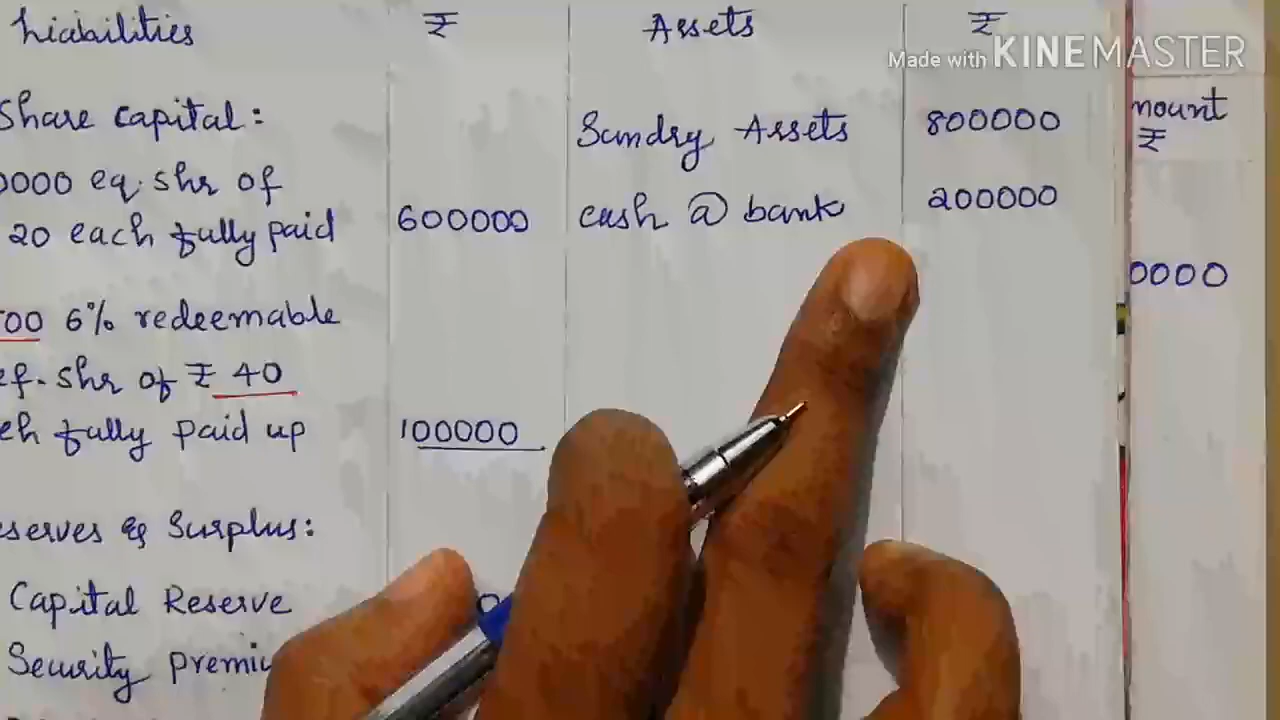 Liabilities ₹ Assets ₹
Made with KINEMASTER
Share capital: Sundry Assets 800000 mount
₹
0000 eq. shr of
20 each fully paid 600000 cash @ bank 200000
0000
00 6% redeemable
ef. shr of ₹ 40
ch fully paid up 100000
serves & Surplus:
Capital Reserve
Security premiu